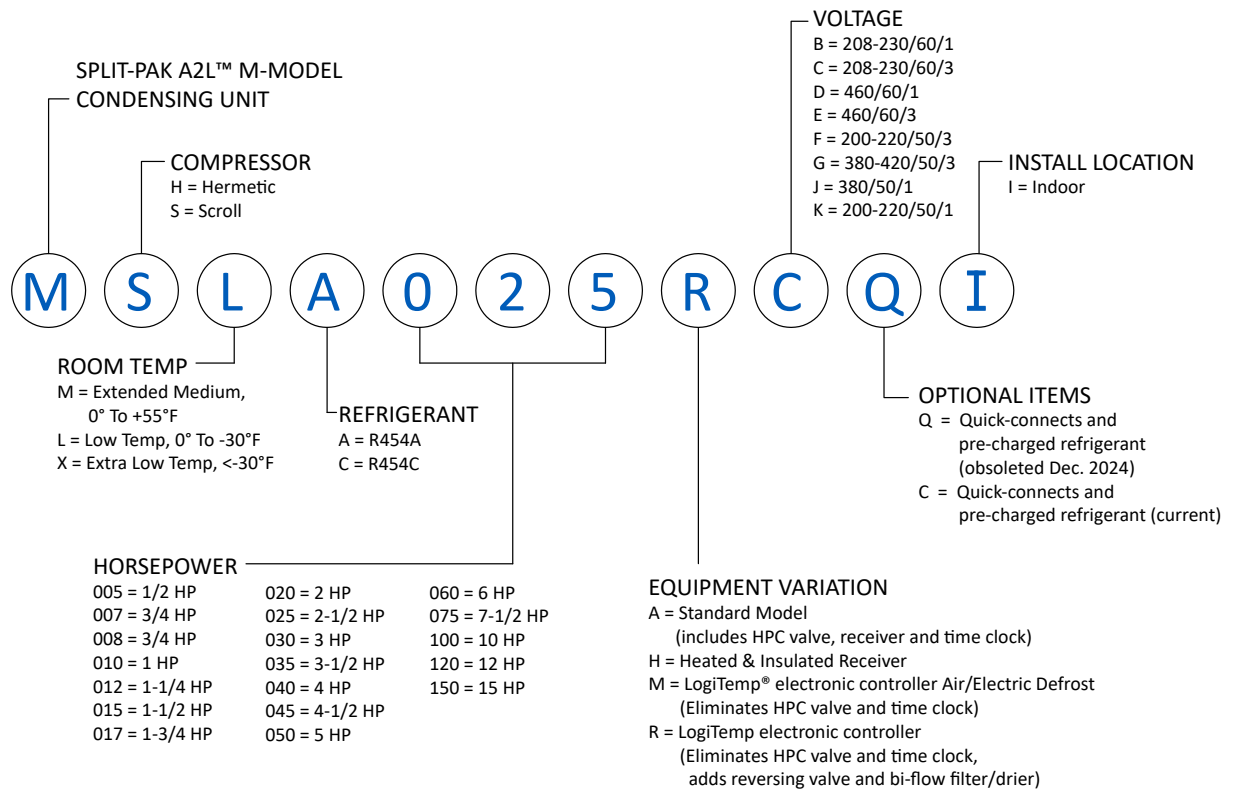 SPLIT-PAK A2L™ M-MODEL
CONDENSING UNIT
COMPRESSOR
H = Hermetic
S = Scroll
VOLTAGE
B = 208-230/60/1
C = 208-230/60/3
D = 460/60/1
E = 460/60/3
F = 200-220/50/3
G = 380-420/50/3
J = 380/50/1
K = 200-220/50/1
INSTALL LOCATION
I = Indoor
M S L A 0 2 5 R C Q I
ROOM TEMP
M = Extended Medium,
0° To +55°F
L = Low Temp, 0° To -30°F
X = Extra Low Temp, <-30°F
REFRIGERANT
A = R454A
C = R454C
OPTIONAL ITEMS
Q = Quick-connects and
pre-charged refrigerant
(obsoleted Dec. 2024)
C = Quick-connects and
pre-charged refrigerant (current)
HORSEPOWER
005 = 1/2 HP
007 = 3/4 HP
008 = 3/4 HP
010 = 1 HP
012 = 1-1/4 HP
015 = 1-1/2 HP
017 = 1-3/4 HP
020 = 2 HP
025 = 2-1/2 HP
030 = 3 HP
035 = 3-1/2 HP
040 = 4 HP
045 = 4-1/2 HP
050 = 5 HP
060 = 6 HP
075 = 7-1/2 HP
100 = 10 HP
120 = 12 HP
150 = 15 HP
EQUIPMENT VARIATION
A = Standard Model
(includes HPC valve, receiver and time clock)
H = Heated & Insulated Receiver
M = LogiTemp® electronic controller Air/Electric Defrost
(Eliminates HPC valve and time clock)
R = LogiTemp electronic controller
(Eliminates HPC valve and time clock,
adds reversing valve and bi-flow filter/drier)